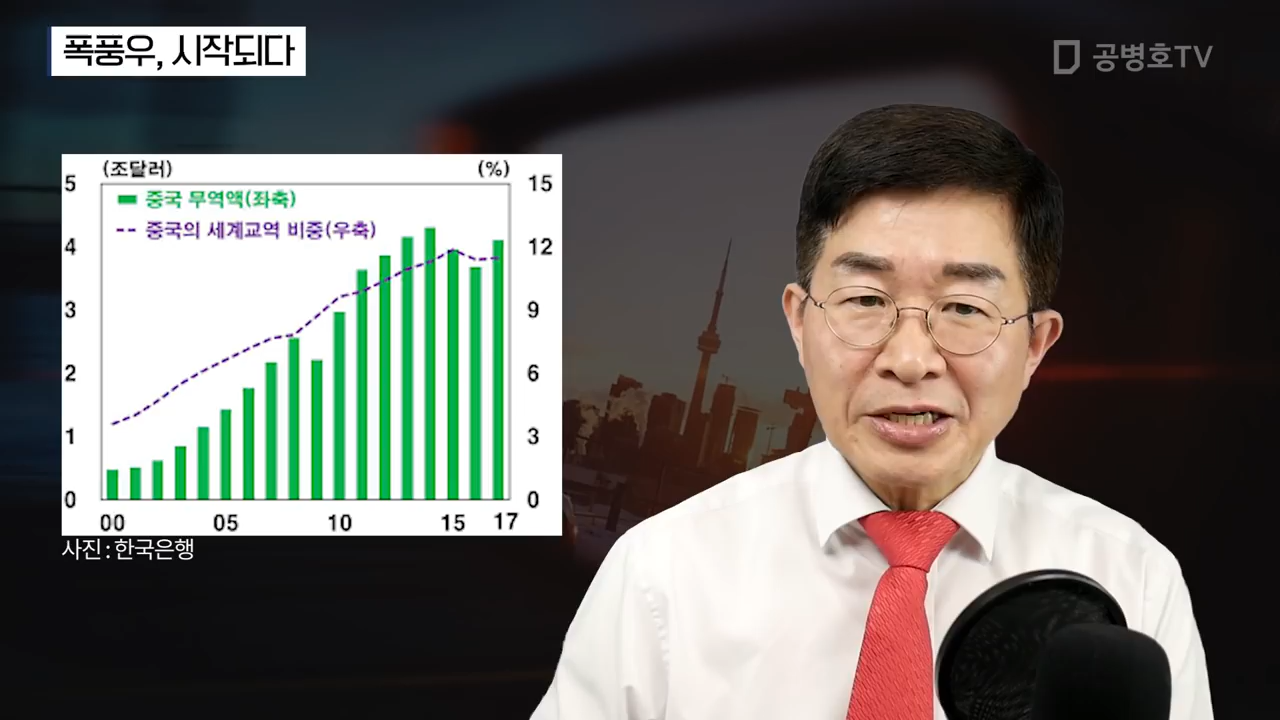 폭풍우, 시작되다
공병호TV
(조달러) (%)
중국 무역액(좌축)
중국의 세계교역 비중(우축)
5 15
4 12
3 9
2 6
1 3
0 0
00 05 10 15 17
사진 : 한국은행